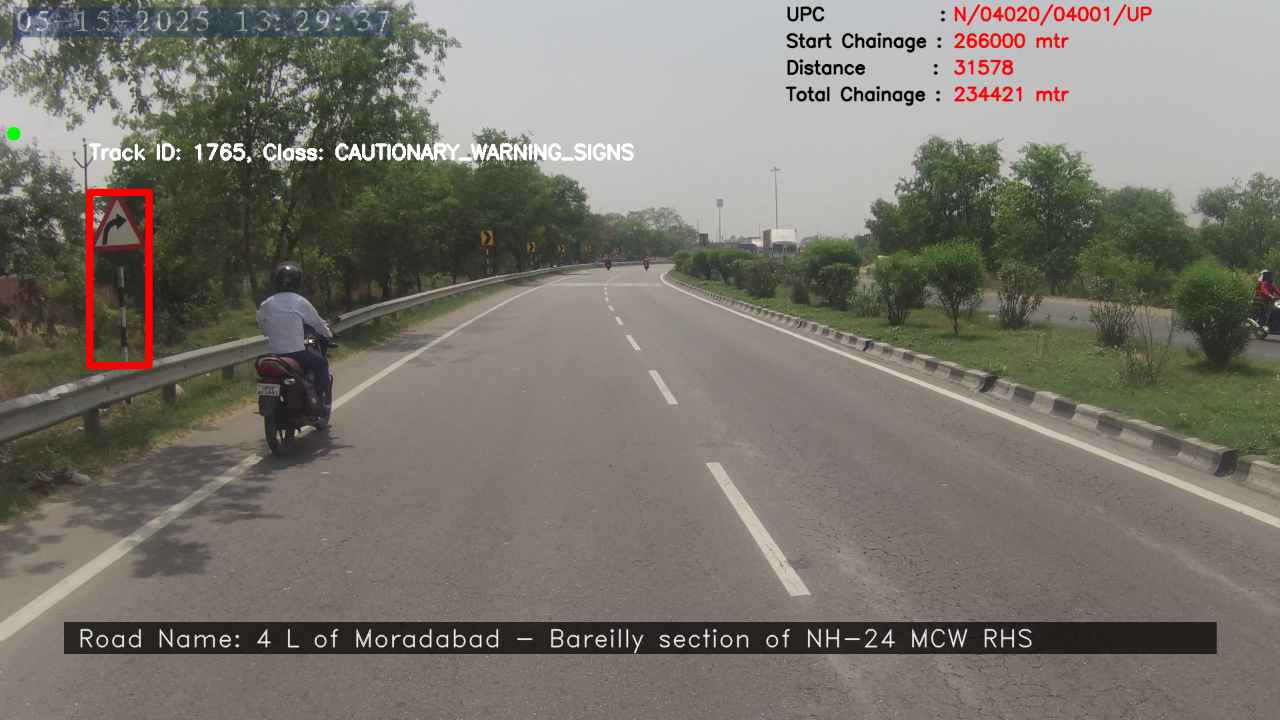 05-15-2025 13:29:37
UPC : N/04020/04001/UP
Start Chainage : 266000 mtr
Distance : 31578
Total Chainage : 234421 mtr
Track ID: 1765, Class: CAUTIONARY_WARNING_SIGNS
Road Name: 4 L of Moradabad - Bareilly section of NH-24 MCW RHS